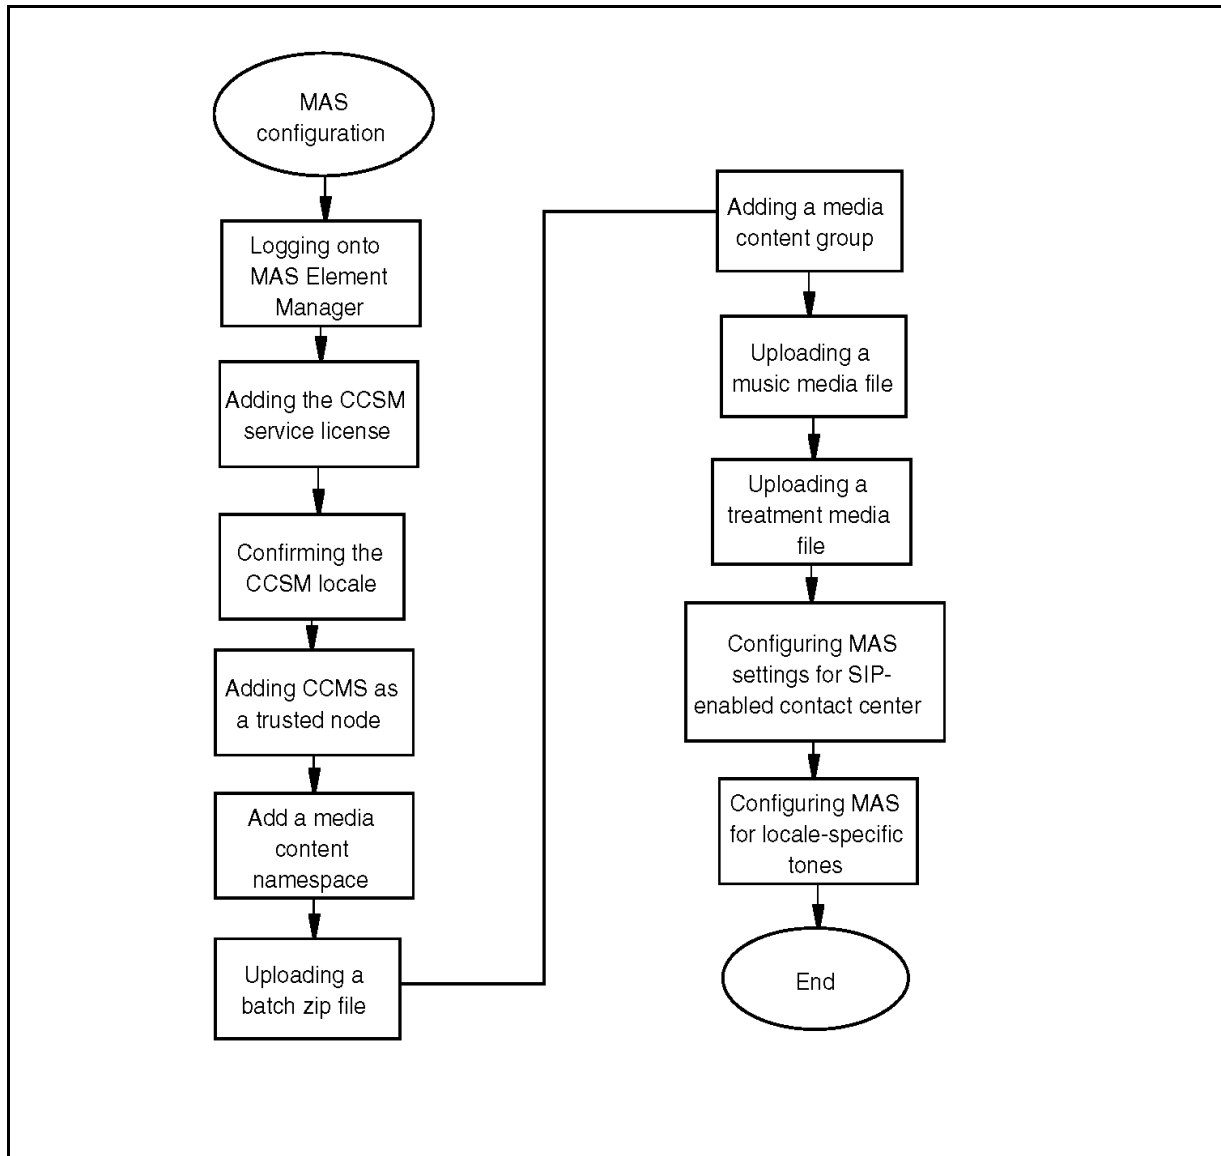 MAS
configuration
Logging onto
MAS Element
Manager
Adding the CCSM
service license
Confirming the
CCSM locale
Adding CCMS as
a trusted node
Add a media
content
namespace
Uploading a
batch zip file
Adding a media
content group
Uploading a
music media file
Uploading a
treatment media
file
Configuring MAS
settings for SIP-
enabled contact center
Configuring MAS
for locale-specific
tones
End